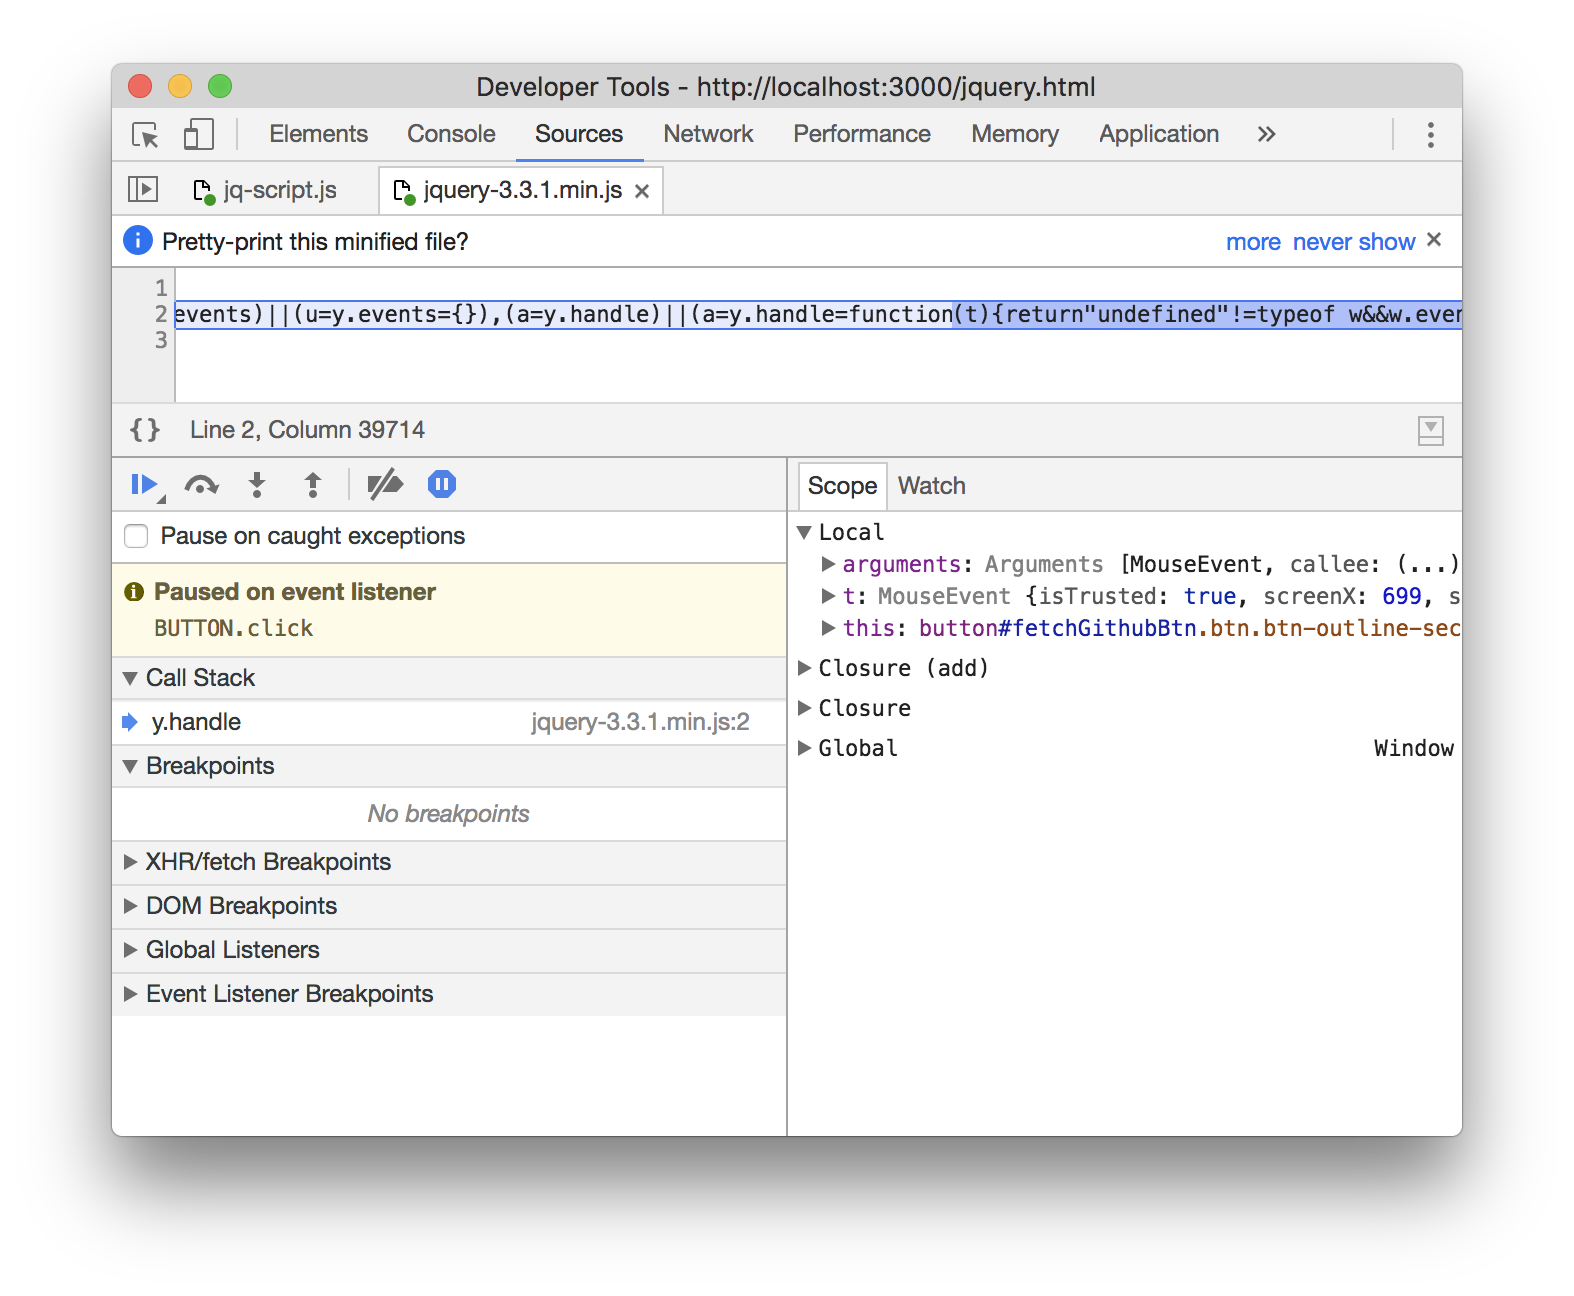 Developer Tools - http://localhost:3000/jquery.html
Elements Console Sources Network Performance Memory Application »
jq-script.js jquery-3.3.1.min.js ×
Pretty-print this minified file? more never show ×
1
2 events)||(u=y.events={}),(a=y.handle)||(a=y.handle=function(t){return"undefined"!=typeof w&&w.even
3
{} Line 2, Column 39714
Pause on caught exceptions
Paused on event listener
BUTTON.click
Call Stack
y.handle jquery-3.3.1.min.js:2
Breakpoints
No breakpoints
XHR/fetch Breakpoints
DOM Breakpoints
Global Listeners
Event Listener Breakpoints
Scope Watch
Local
arguments: Arguments [MouseEvent, callee: (...)
t: MouseEvent {isTrusted: true, screenX: 699, s
this: button#fetchGithubBtn.btn.btn-outline-sec
Closure (add)
Closure
Global Window